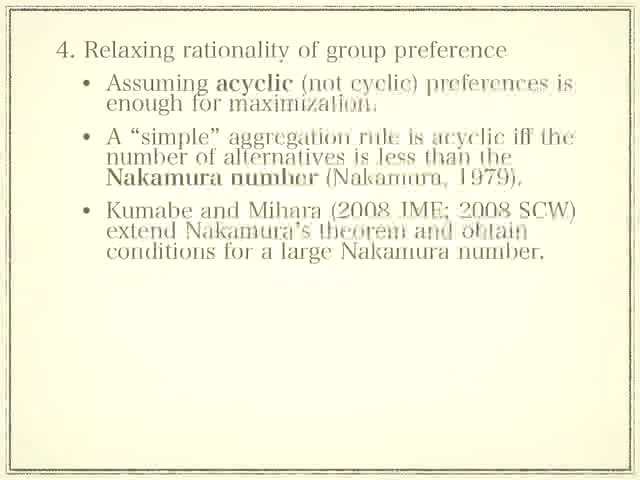 4. Relaxing rationality of group preference
• Assuming acyclic (not cyclic) preferences is
enough for maximization.
• A “simple” aggregation rule is acyclic iff the
number of alternatives is less than the
Nakamura number (Nakamura, 1979).
• Kumabe and Mihara (2008 JME; 2008 SCW)
extend Nakamura’s theorem and obtain
conditions for a large Nakamura number.